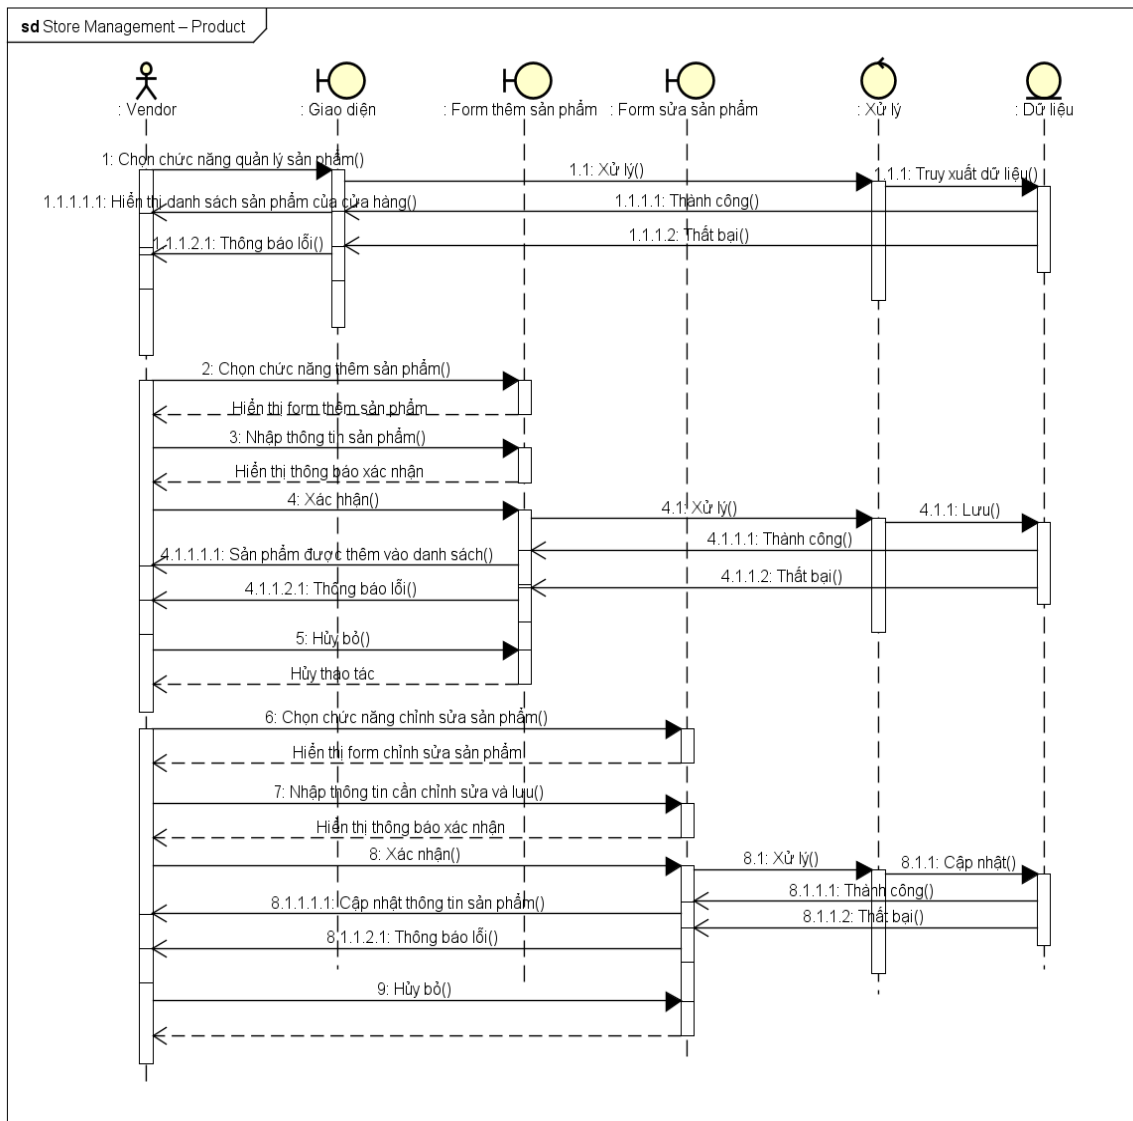 sd Store Management – Product
: Vendor
: Giao diện
: Form thêm sản phẩm
: Form sửa sản phẩm
: Xử lý
: Dữ liệu
1: Chọn chức năng quản lý sản phẩm()
1.1: Xử lý()
1.1.1: Truy xuất dữ liệu()
1.1.1.1.1: Hiển thị danh sách sản phẩm của cửa hàng()
1.1.1.1: Thành công()
1.1.1.2.1: Thông báo lỗi()
1.1.1.2: Thất bại()
2: Chọn chức năng thêm sản phẩm()
Hiển thị form thêm sản phẩm
3: Nhập thông tin sản phẩm()
Hiển thị thông báo xác nhận
4: Xác nhận()
4.1: Xử lý()
4.1.1: Lưu()
4.1.1.1: Thành công()
4.1.1.1.1: Sản phẩm được thêm vào danh sách()
4.1.1.2: Thất bại()
4.1.1.2.1: Thông báo lỗi()
5: Hủy bỏ()
Hủy thao tác
6: Chọn chức năng chỉnh sửa sản phẩm()
Hiển thị form chỉnh sửa sản phẩm
7: Nhập thông tin cần chỉnh sửa và lưu()
Hiển thị thông báo xác nhận
8: Xác nhận()
8.1: Xử lý()
8.1.1: Cập nhật()
8.1.1.1: Thành công()
8.1.1.1.1: Cập nhật thông tin sản phẩm()
8.1.1.2: Thất bại()
8.1.1.2.1: Thông báo lỗi()
9: Hủy bỏ()